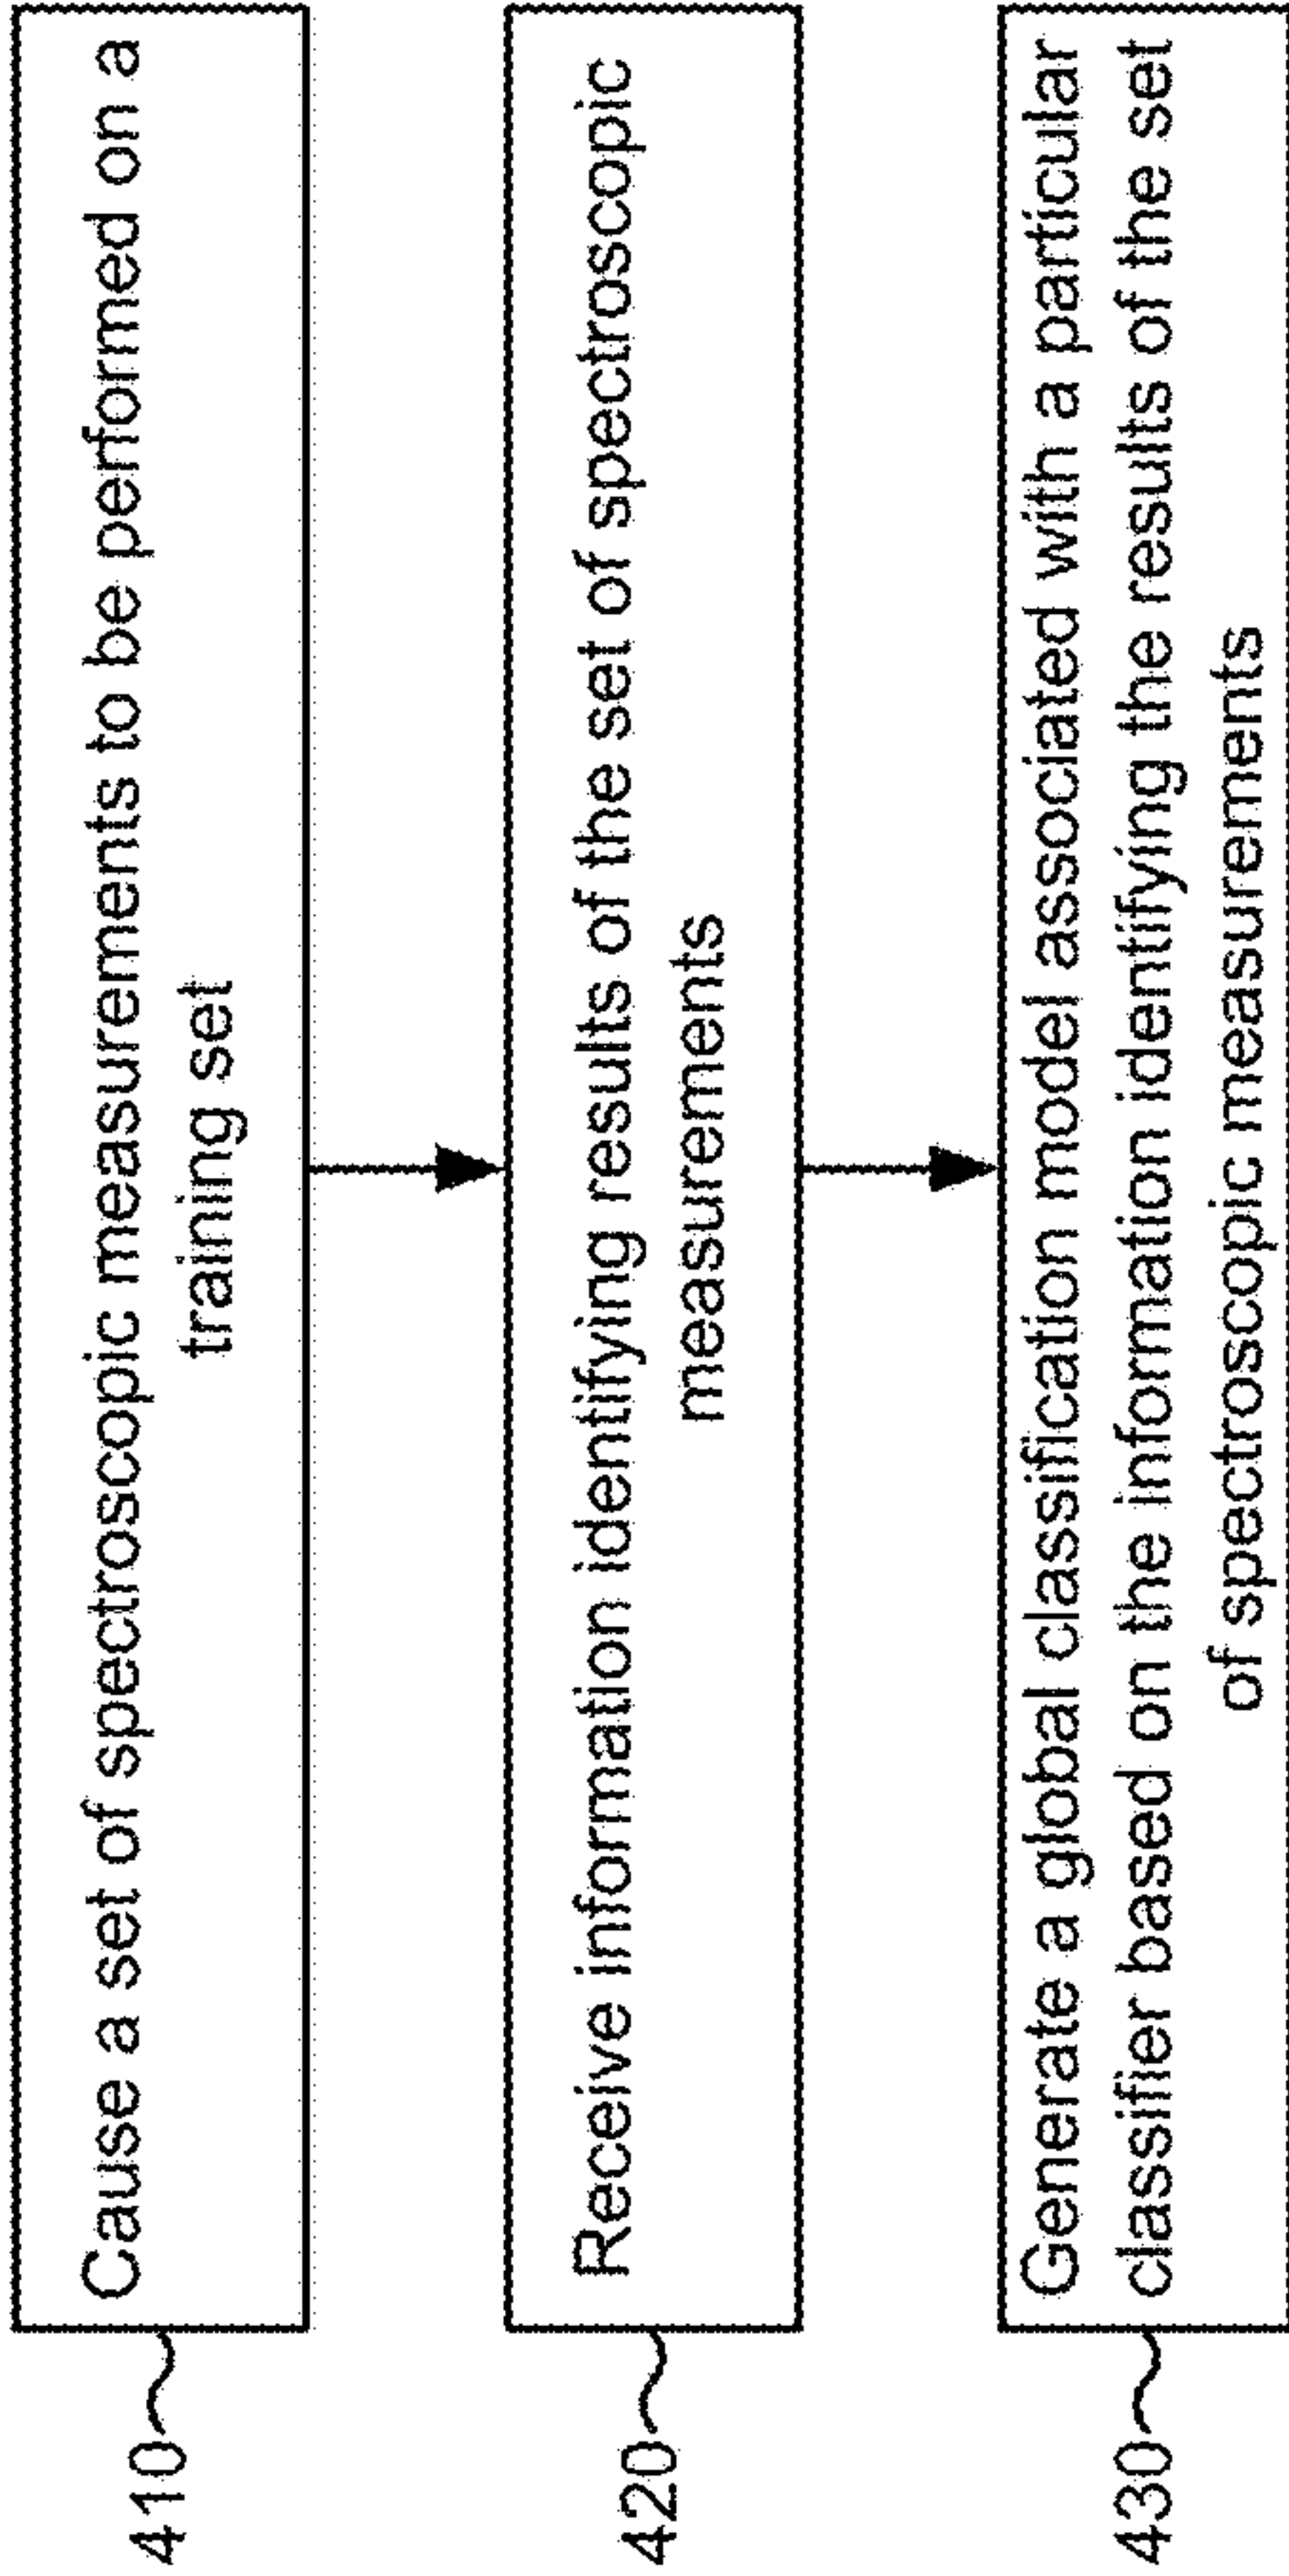 410
Cause a set of spectroscopic measurements to be performed on a
training set
420
Receive information identifying results of the set of spectroscopic
measurements
430
Generate a global classification model associated with a particular
classifier based on the information identifying the results of the set
of spectroscopic measurements